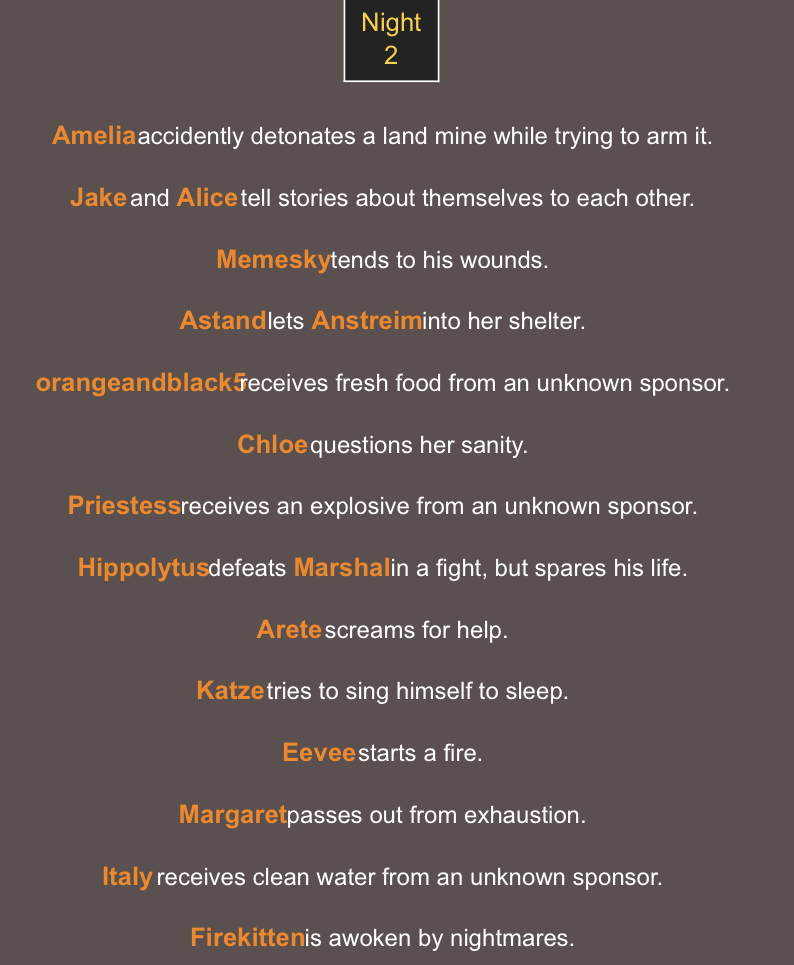 Night
2
Amelia accidently detonates a land mine while trying to arm it.
Jake and Alice tell stories about themselves to each other.
Memesky tends to his wounds.
Astand lets Anstreim into her shelter.
orangeandblack5 receives fresh food from an unknown sponsor.
Chloe questions her sanity.
Priestess receives an explosive from an unknown sponsor.
Hippolytus defeats Marshal in a fight, but spares his life.
Arete screams for help.
Katze tries to sing himself to sleep.
Eevee starts a fire.
Margaret passes out from exhaustion.
Italy receives clean water from an unknown sponsor.
Firekitten is awoken by nightmares.